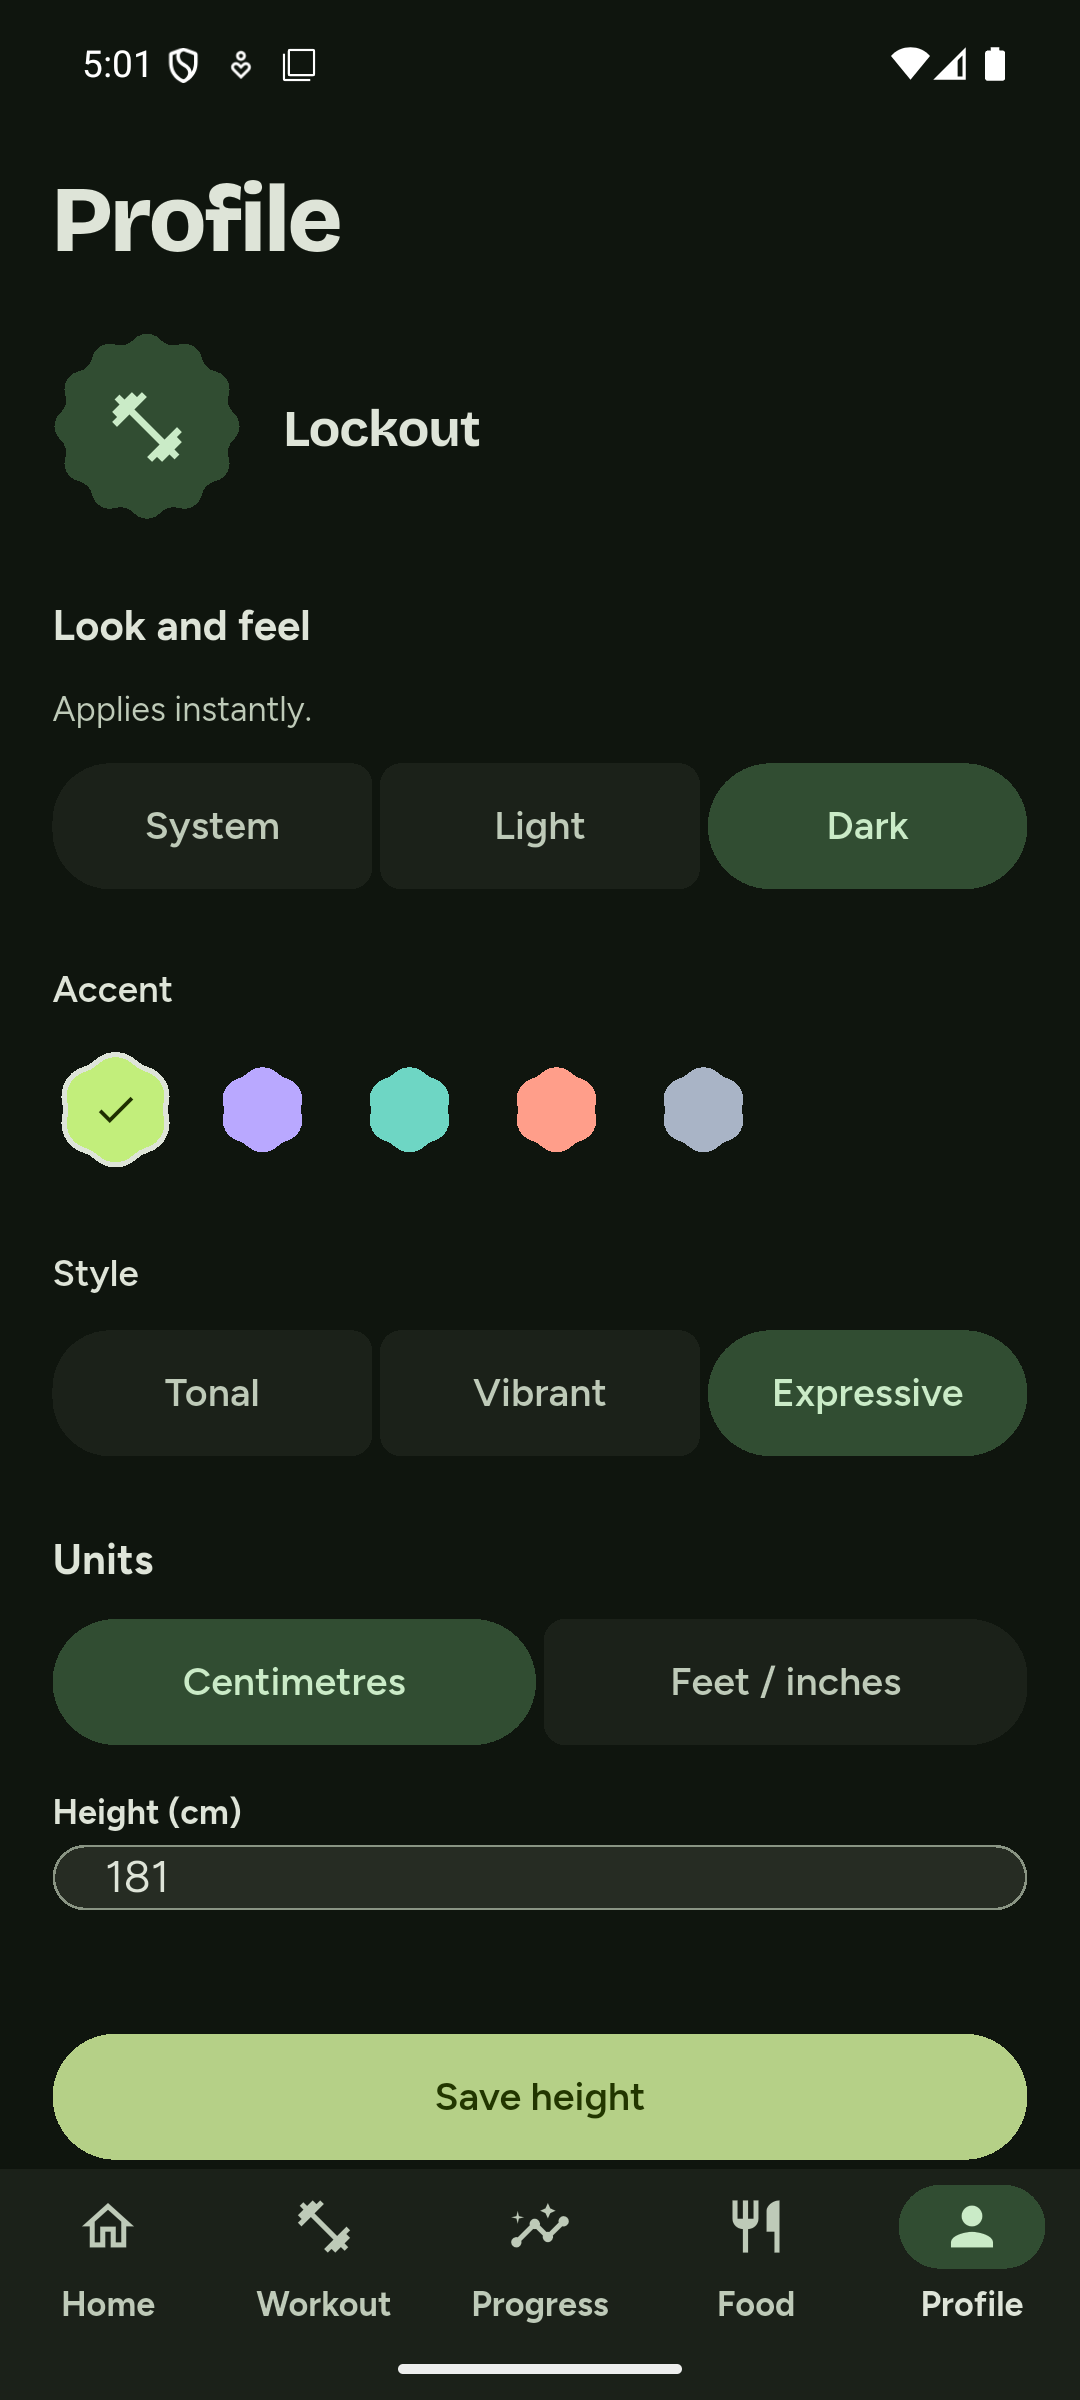 5:01
Profile
Lockout
Look and feel
Applies instantly.
System Light Dark
Accent
Style
Tonal Vibrant Expressive
Units
Centimetres Feet / inches
Height (cm)
181
Save height
Home Workout Progress Food Profile